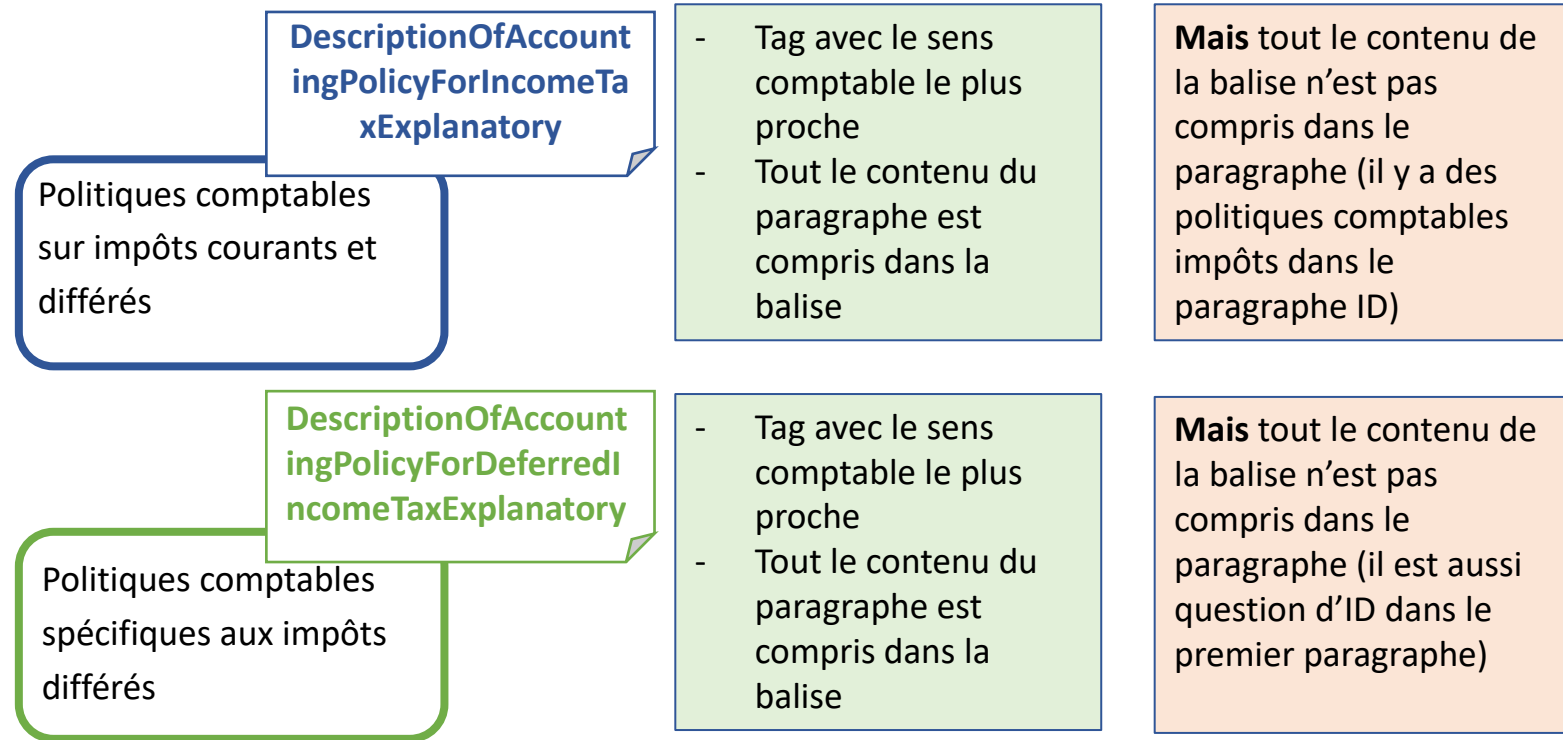 DescriptionOfAccount
ingPolicyForIncomeTa
xExplanatory
Politiques comptables
sur impôts courants et
différés
- Tag avec le sens
comptable le plus
proche
- Tout le contenu du
paragraphe est
compris dans la
balise
Mais tout le contenu de
la balise n’est pas
compris dans le
paragraphe (il y a des
politiques comptables
impôts dans le
paragraphe ID)
DescriptionOfAccount
ingPolicyForDeferredI
ncomeTaxExplanatory
Politiques comptables
spécifiques aux impôts
différés
- Tag avec le sens
comptable le plus
proche
- Tout le contenu du
paragraphe est
compris dans la
balise
Mais tout le contenu de
la balise n’est pas
compris dans le
paragraphe (il est aussi
question d’ID dans le
premier paragraphe)